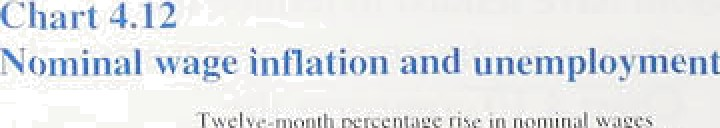 Chart 4.12
Nominal wage inflation and unemployment
Twelve-month percentage rise in nominal wages